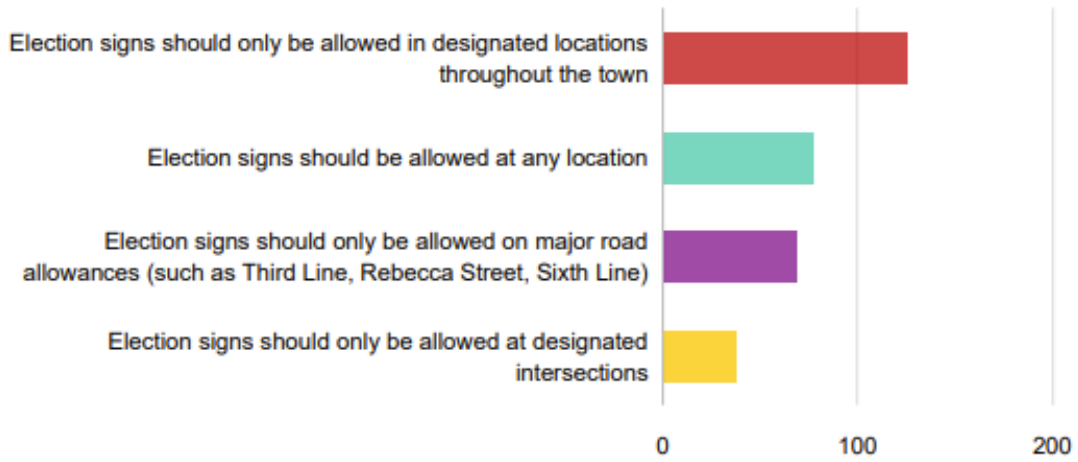 Election signs should only be allowed in designated locations
throughout the town
Election signs should be allowed at any location
Election signs should only be allowed on major road
allowances (such as Third Line, Rebecca Street, Sixth Line)
Election signs should only be allowed at designated
intersections
0 100 200